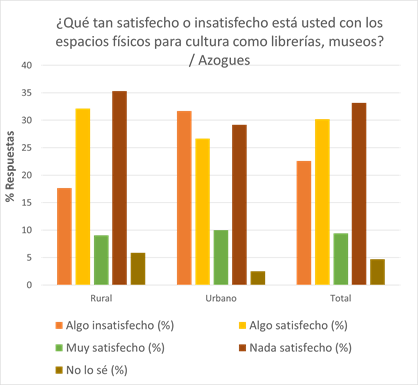 ¿Qué tan satisfecho o insatisfecho está usted con los
espacios físicos para cultura como librerías, museos?
/ Azogues
% Respuestas
40
35
30
25
20
15
10
5
0
Rural Urbano Total
Algo insatisfecho (%) Algo satisfecho (%)
Muy satisfecho (%) Nada satisfecho (%)
No lo sé (%)